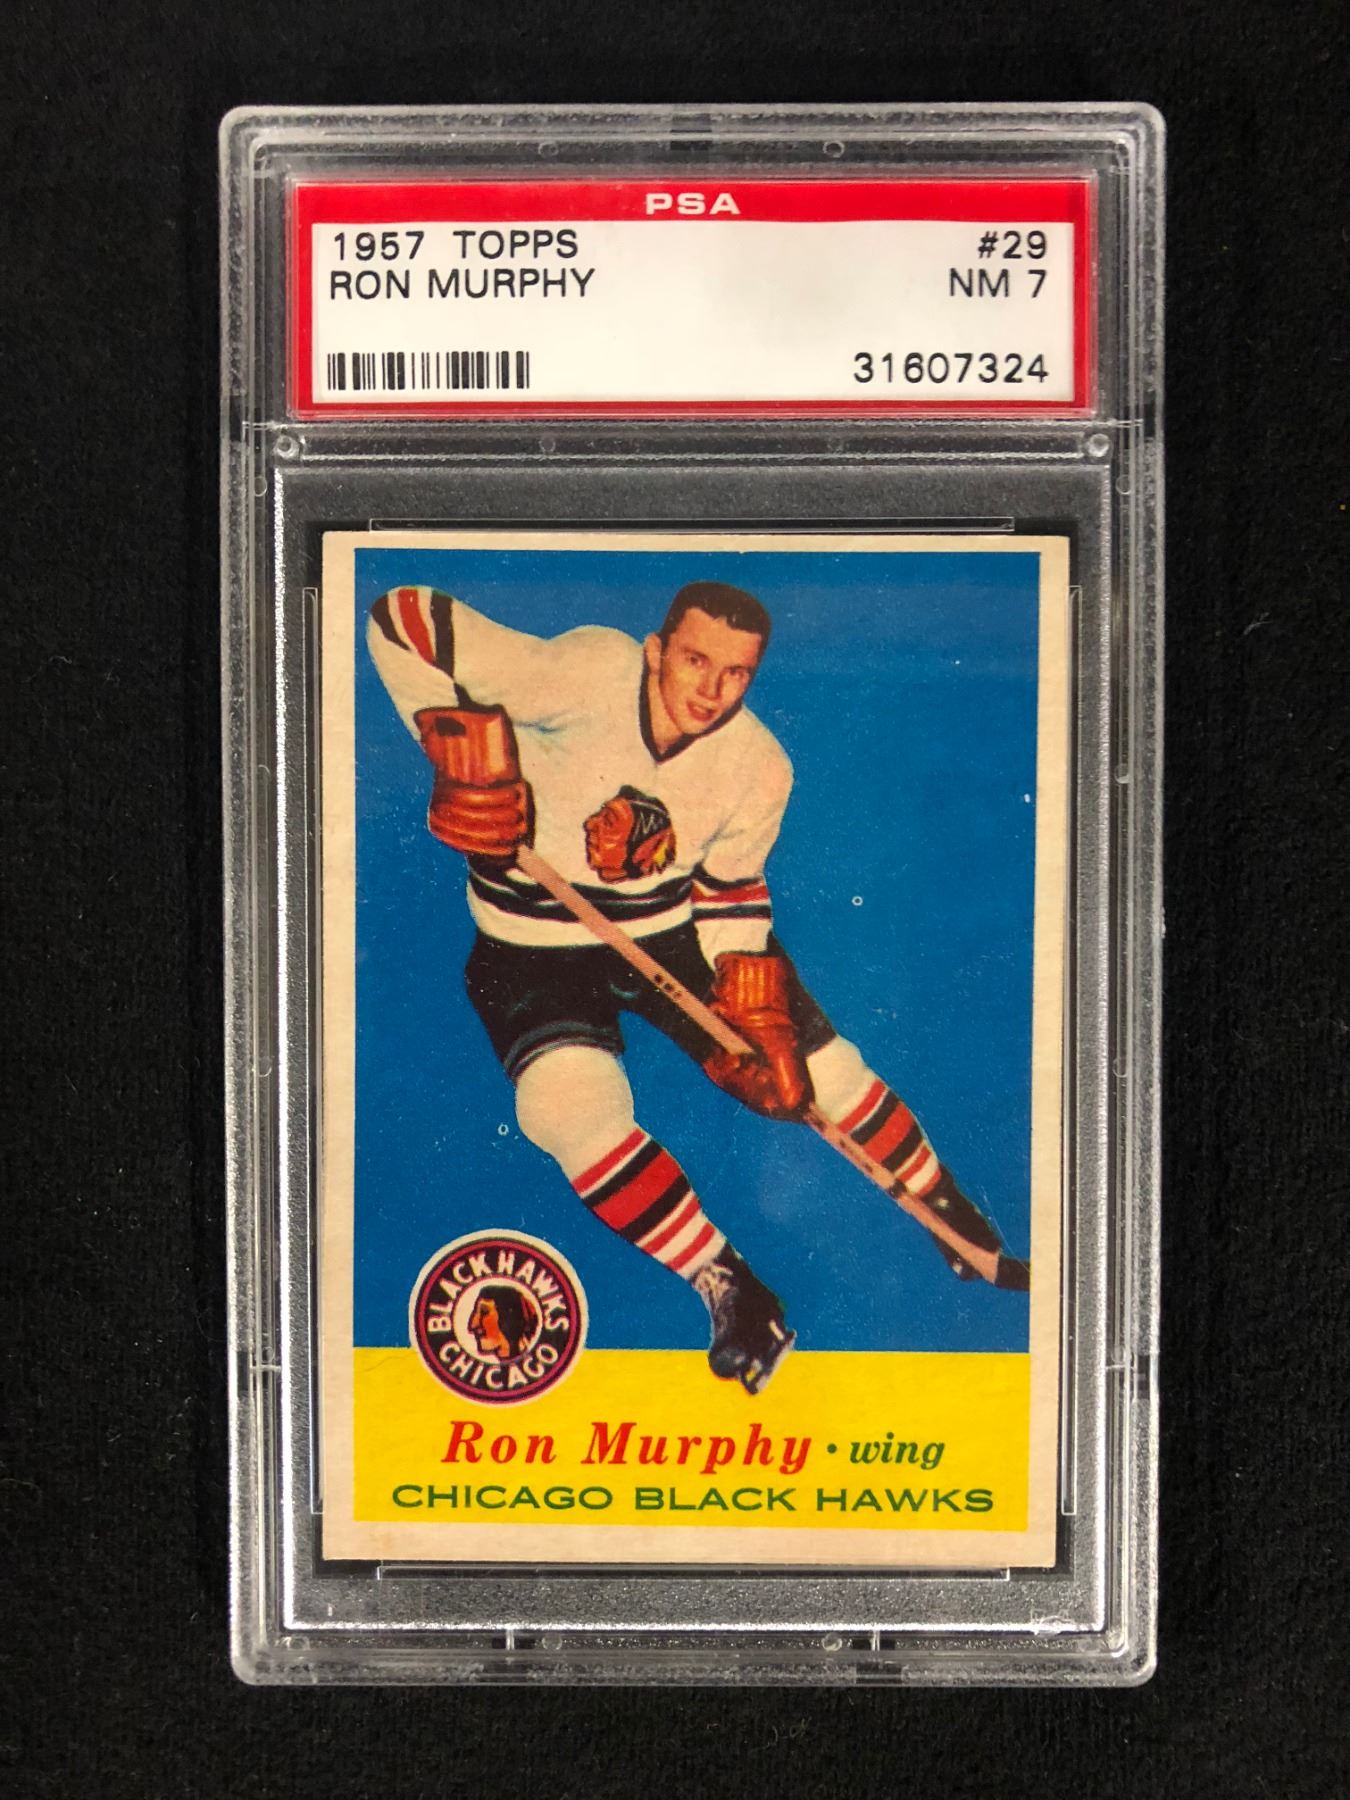 PSA
1957 TOPPS #29
RON MURPHY NM 7
31607324
BLACK HAWKS
CHICAGO
Ron Murphy · wing
CHICAGO BLACK HAWKS